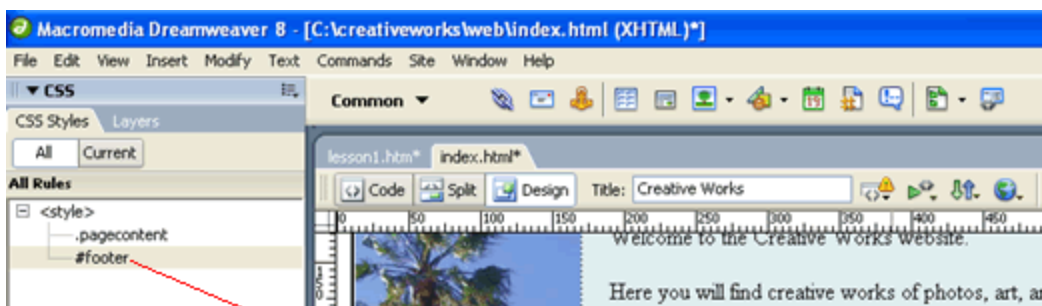 Macromedia Dreamweaver 8 - [C:\creativeworks\web\index.html (XHTML)*]
File Edit View Insert Modify Text Commands Site Window Help
CSS
Common
CSS Styles Layers
All Current
lesson1.htm* index.html*
All Rules
Code Split Design Title: Creative Works
<style>
.pagecontent
#footer
0 50 100 150 200 250 300 350 400 450
Welcome to the Creative Works website.
Here you will find creative works of photos, art, a